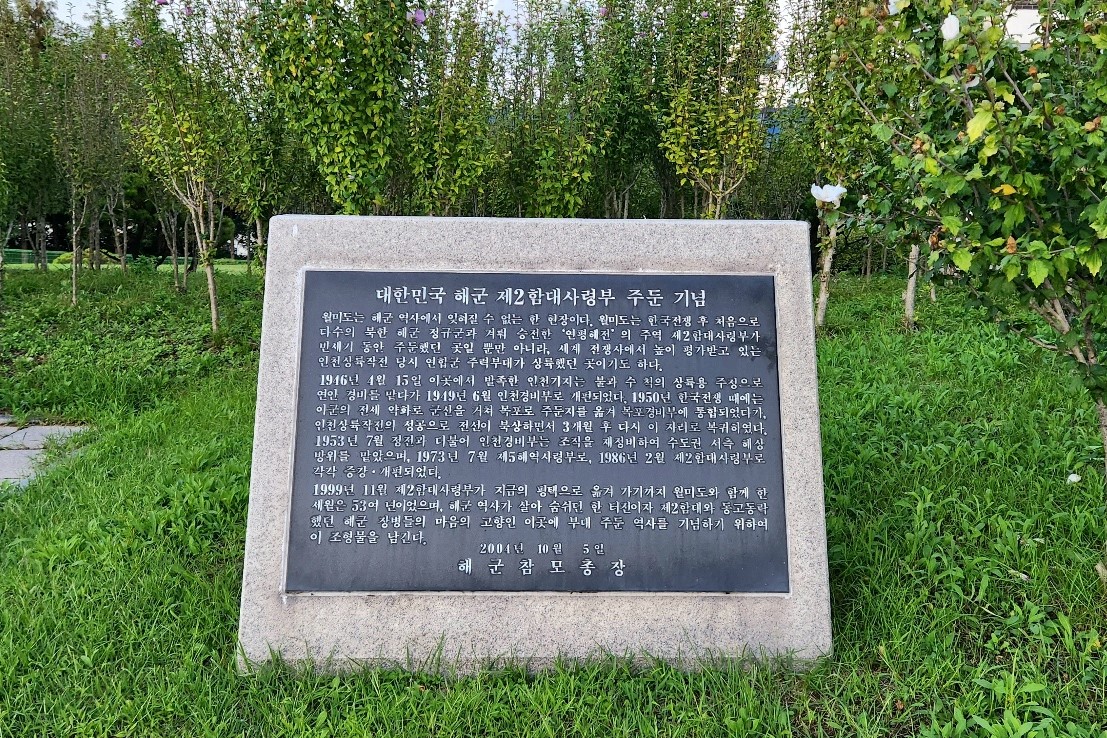 대한민국 해군 제2함대사령부 주둔 기념
월미도는 해군 역사에서 잊혀질 수 없는 한 현장이다. 월미도는 한국전쟁 후 처음으로
다수의 북한 해군 정규군과 겨뤄 승전한 '연평해전'의 주역 제2함대사령부가
반세기 동안 주둔했던 곳일 뿐만 아니라, 세계 전쟁사에서 높이 평가받고 있는
인천상륙작전 당시 연합군 주력부대가 상륙했던 곳이기도 하다.
1946년 4월 15일 이곳에서 발족한 인천기지는 불과 수 척의 상륙용 주정으로
연안 경비를 맡다가 1949년 6월 인천경비부로 개편되었다. 1950년 한국전쟁 때에는
아군의 전세 악화로 군산을 거쳐 목포로 주둔지를 옮겨 목포경비부에 통합되었다가,
인천상륙작전의 성공으로 전선이 북상하면서 3개월 후 다시 이 자리로 복귀하였다.
1953년 7월 정전과 더불어 인천경비부는 조직을 재정비하여 수도권 서측 해상
방위를 맡았으며, 1973년 7월 제5해역사령부로, 1986년 2월 제2함대사령부로
각각 증강·개편되었다.
1999년 11월 제2함대사령부가 지금의 평택으로 옮겨 가기까지 월미도와 함께 한
세월은 53여 년이었으며, 해군 역사가 살아 숨쉬던 한 터전이자 제2함대와 동고동락
했던 해군 장병들의 마음의 고향인 이곳에 부대 주둔 역사를 기념하기 위하여
이 조형물을 남긴다.
2004년 10월 5일
해군참모총장